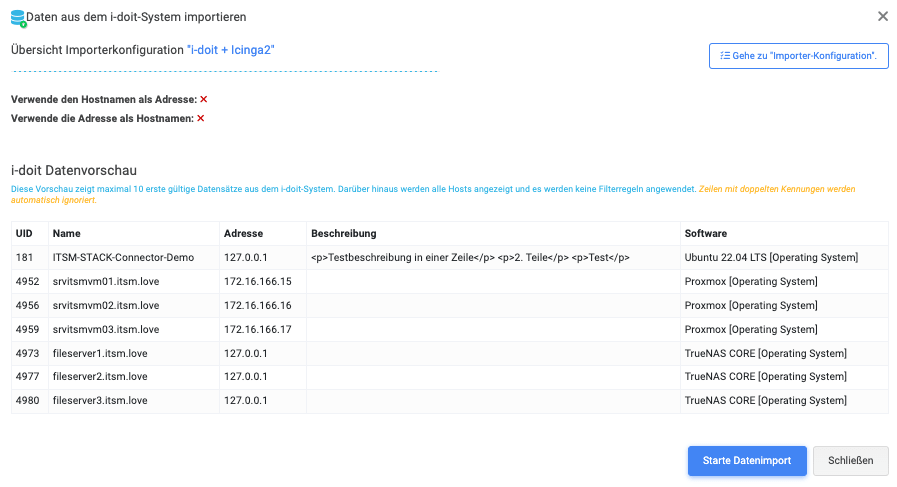 Daten aus dem i-doit-System importieren
Übersicht Importerkonfiguration "i-doit + Icinga2"
Gehe zu "Importer-Konfiguration".
Verwende den Hostnamen als Adresse: ✕
Verwende die Adresse als Hostnamen: ✕
i-doit Datenvorschau
Diese Vorschau zeigt maximal 10 erste gültige Datensätze aus dem i-doit-System. Darüber hinaus werden alle Hosts angezeigt und es werden keine Filterregeln angewendet. Zeilen mit doppelten Kennungen werden
automatisch ignoriert.
UID Name Adresse Beschreibung Software
181 ITSM-STACK-Connector-Demo 127.0.0.1 <p>Testbeschreibung in einer Zeile</p> <p>2. Teile</p> <p>Test</p> Ubuntu 22.04 LTS [Operating System]
4952 srvitsmvm01.itsm.love 172.16.166.15 Proxmox [Operating System]
4956 srvitsmvm02.itsm.love 172.16.166.16 Proxmox [Operating System]
4959 srvitsmvm03.itsm.love 172.16.166.17 Proxmox [Operating System]
4973 fileserver1.itsm.love 127.0.0.1 TrueNAS CORE [Operating System]
4977 fileserver2.itsm.love 127.0.0.1 TrueNAS CORE [Operating System]
4980 fileserver3.itsm.love 127.0.0.1 TrueNAS CORE [Operating System]
Starte Datenimport Schließen